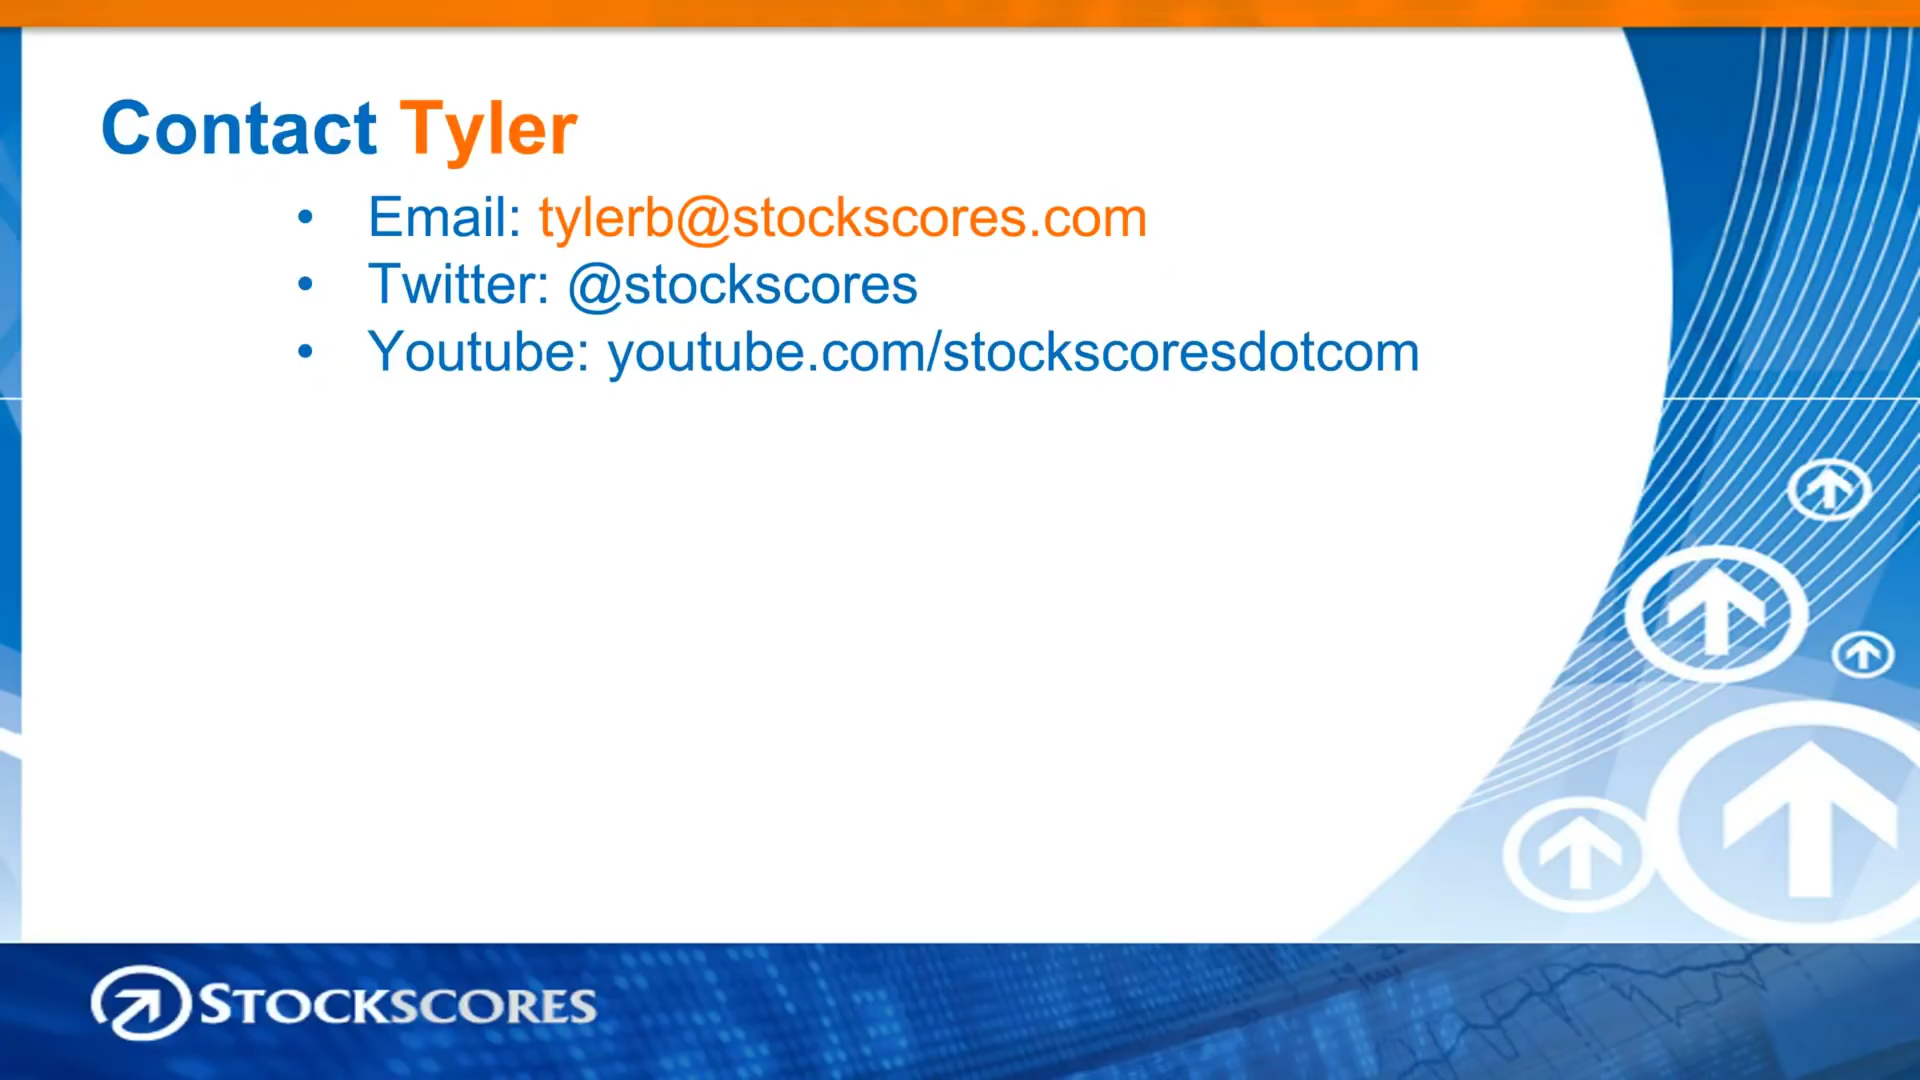 Contact Tyler
• Email: tylerb@stockscores.com
• Twitter: @stockscores
• Youtube: youtube.com/stockscoresdotcom
STOCKSCORES